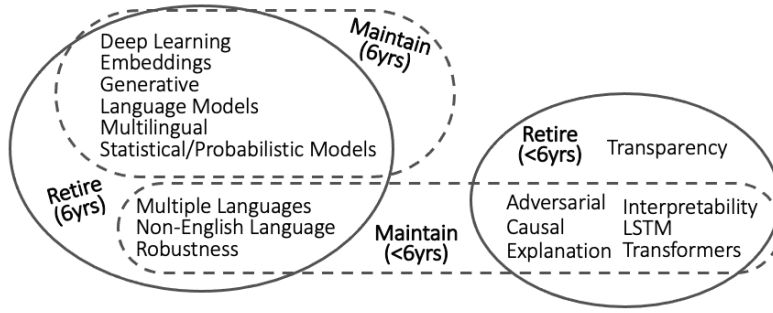 Maintain
(6yrs)
Deep Learning
Embeddings
Generative
Language Models
Multilingual
Statistical/Probabilistic Models
Retire
(6yrs)
Multiple Languages
Non-English Language
Robustness
Maintain
(<6yrs)
Retire
(<6yrs)
Transparency
Adversarial
Causal
Explanation
Interpretability
LSTM
Transformers